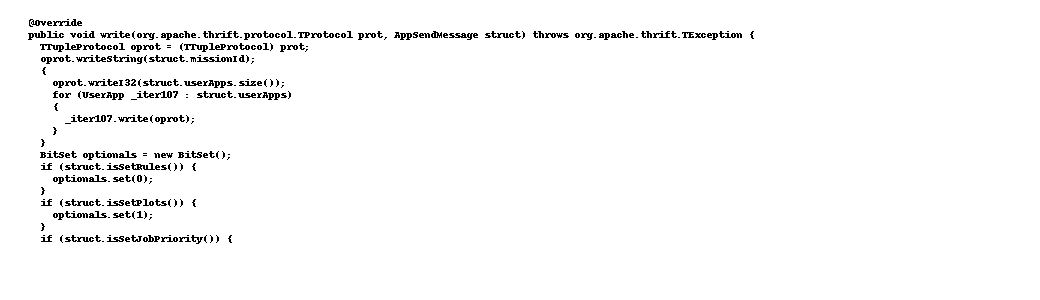 @Override
public void write(org.apache.thrift.protocol.TProtocol prot, AppSendMessage struct) throws org.apache.thrift.TException {
TTupleProtocol oprot = (TTupleProtocol) prot;
oprot.writeString(struct.missionId);
{
oprot.writeI32(struct.userApps.size());
for (UserApp _iter107 : struct.userApps)
{
_iter107.write(oprot);
}
}
BitSet optionals = new BitSet();
if (struct.isSetRules()) {
optionals.set(0);
}
if (struct.isSetPlots()) {
optionals.set(1);
}
if (struct.isSetJobPriority()) {